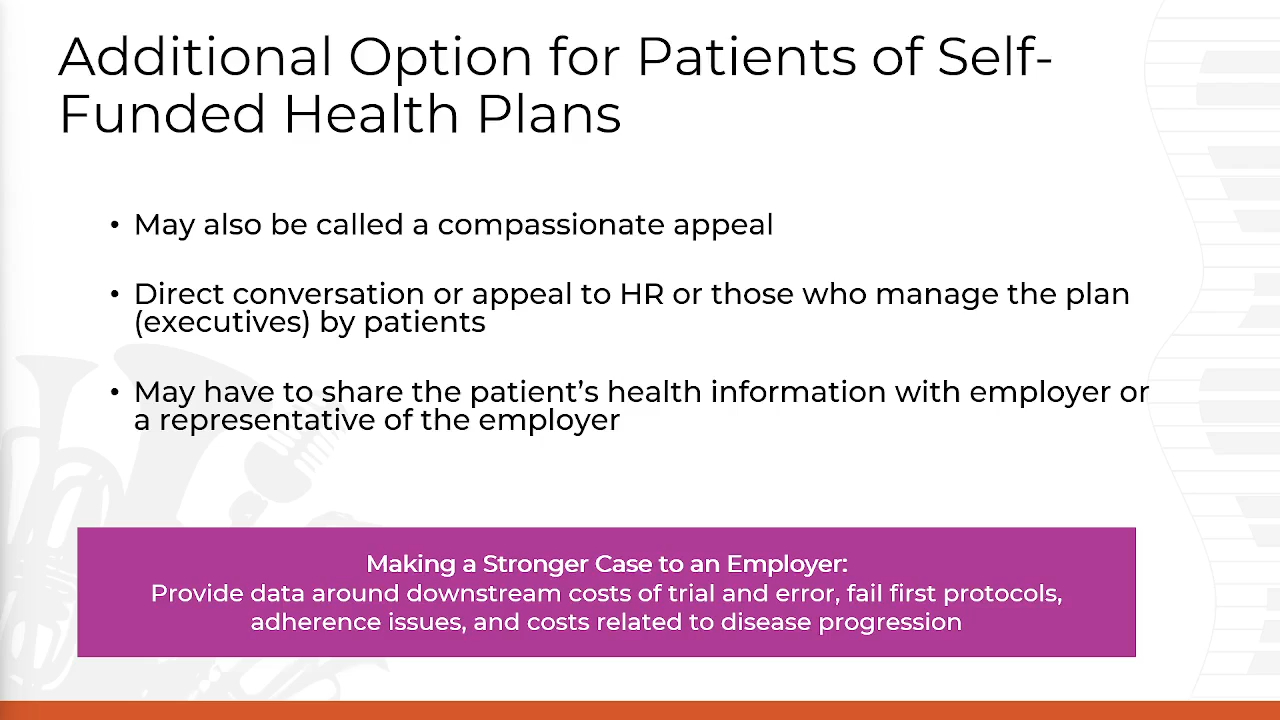 Additional Option for Patients of Self-
Funded Health Plans
• May also be called a compassionate appeal
• Direct conversation or appeal to HR or those who manage the plan
(executives) by patients
• May have to share the patient’s health information with employer or
a representative of the employer
Making a Stronger Case to an Employer:
Provide data around downstream costs of trial and error, fail first protocols,
adherence issues, and costs related to disease progression